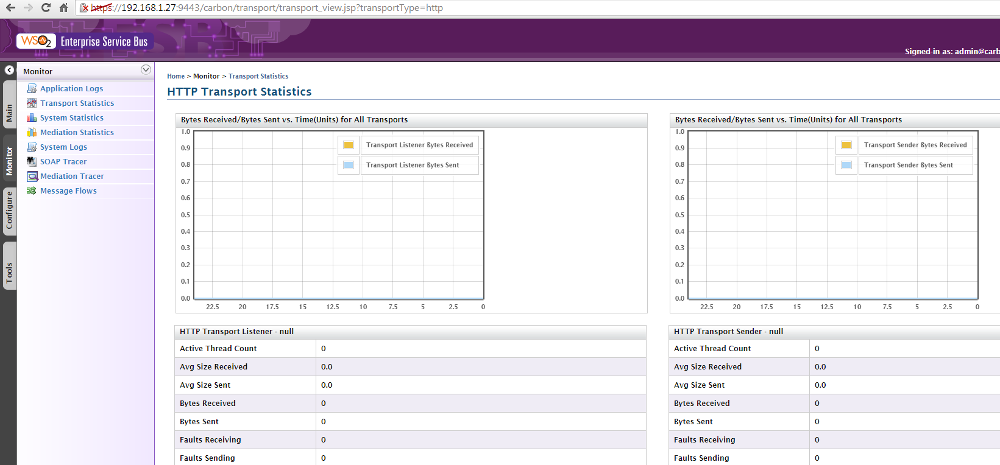 https://192.168.1.27:9443/carbon/transport/transport_view.jsp?transportType=http
WSO2 Enterprise Service Bus
Signed-in as: admin@carb
Monitor
Application Logs
Transport Statistics
System Statistics
Mediation Statistics
System Logs
SOAP Tracer
Mediation Tracer
Message Flows
Main
Monitor
Configure
Tools
Home > Monitor > Transport Statistics
HTTP Transport Statistics
Bytes Received/Bytes Sent vs. Time(Units) for All Transports
1.0
0.9
0.8
0.7
0.6
0.5
0.4
0.3
0.2
0.1
0.0
Transport Listener Bytes Received
Transport Listener Bytes Sent
22.5 20 17.5 15 12.5 10 7.5 5 2.5 0
Bytes Received/Bytes Sent vs. Time(Units) for All Transports
1.0
0.9
0.8
0.7
0.6
0.5
0.4
0.3
0.2
0.1
0.0
Transport Sender Bytes Received
Transport Sender Bytes Sent
22.5 20 17.5 15 12.5 10 7.5 5 2.5 0
HTTP Transport Listener - null
Active Thread Count 0
Avg Size Received 0.0
Avg Size Sent 0.0
Bytes Received 0
Bytes Sent 0
Faults Receiving 0
Faults Sending 0
HTTP Transport Sender - null
Active Thread Count 0
Avg Size Received 0.0
Avg Size Sent 0.0
Bytes Received 0
Bytes Sent 0
Faults Receiving 0
Faults Sending 0